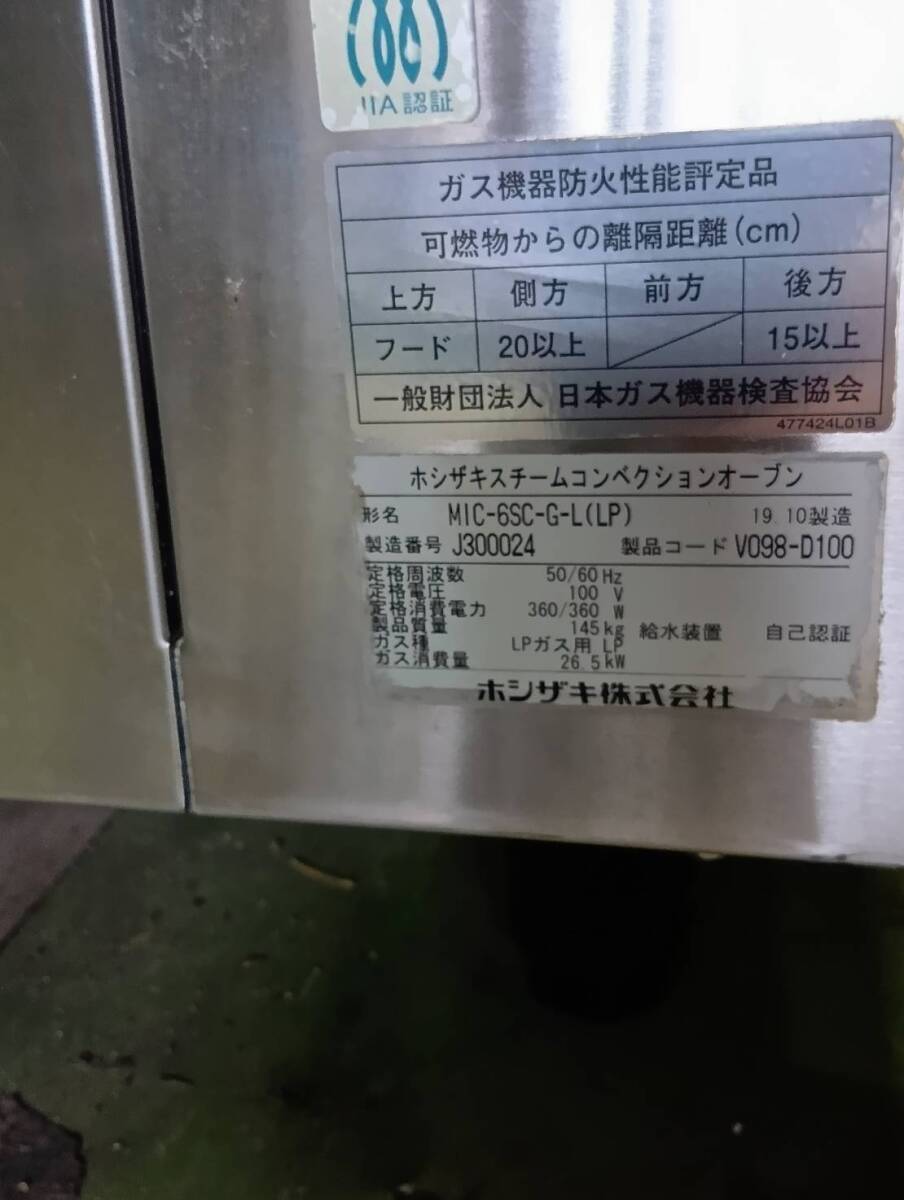 JIA認証
ガス機器防火性能評定品
可燃物からの離隔距離(cm)
上方 側方 前方 後方
フード 20以上 15以上
一般財団法人 日本ガス機器検査協会
477424L01B
ホシザキスチームコンベクションオーブン
形名 MIC-6SC-G-L(LP) 19.10製造
製造番号 J300024 製品コード V098-D100
定格周波数 50/60 Hz
定格電圧 100 V
定格消費電力 360/360 W
製品質量 145kg 給水装置 自己認証
ガス種 LPガス用 LP
ガス消費量 26.5kW
ホシザキ株式会社